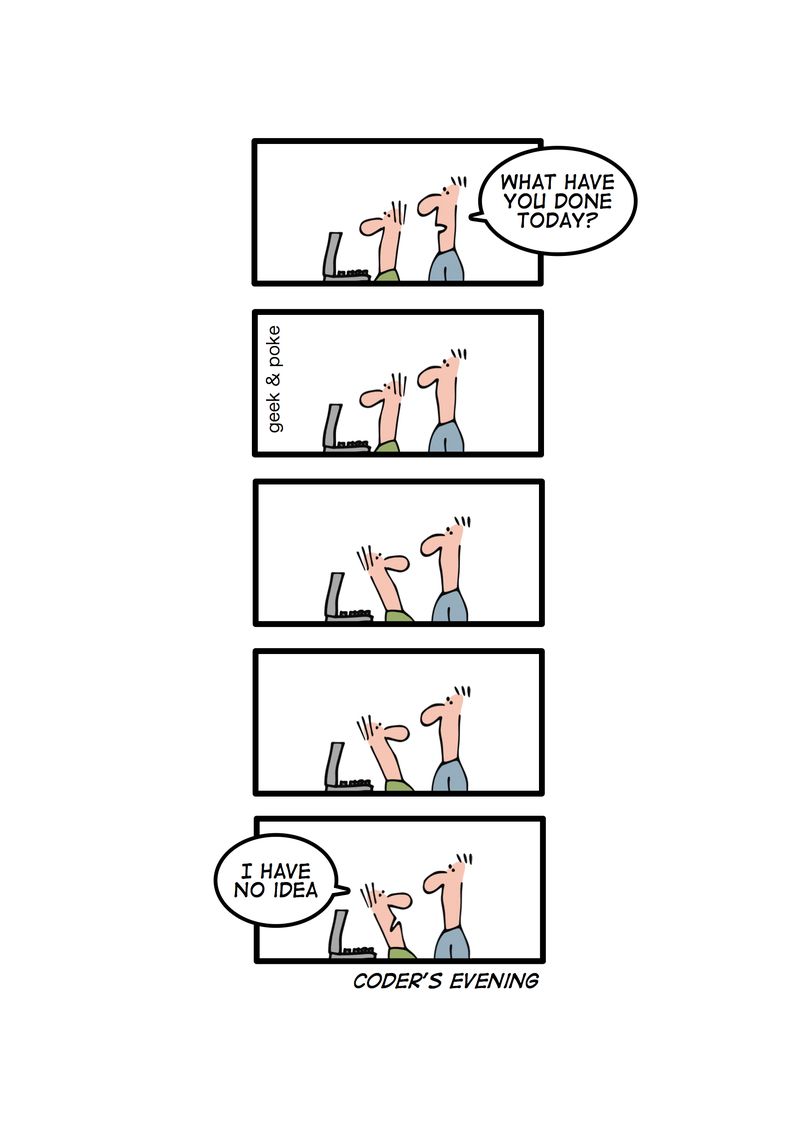 WHAT HAVE
YOU DONE
TODAY?
geek & poke
I HAVE
NO IDEA
CODER'S EVENING